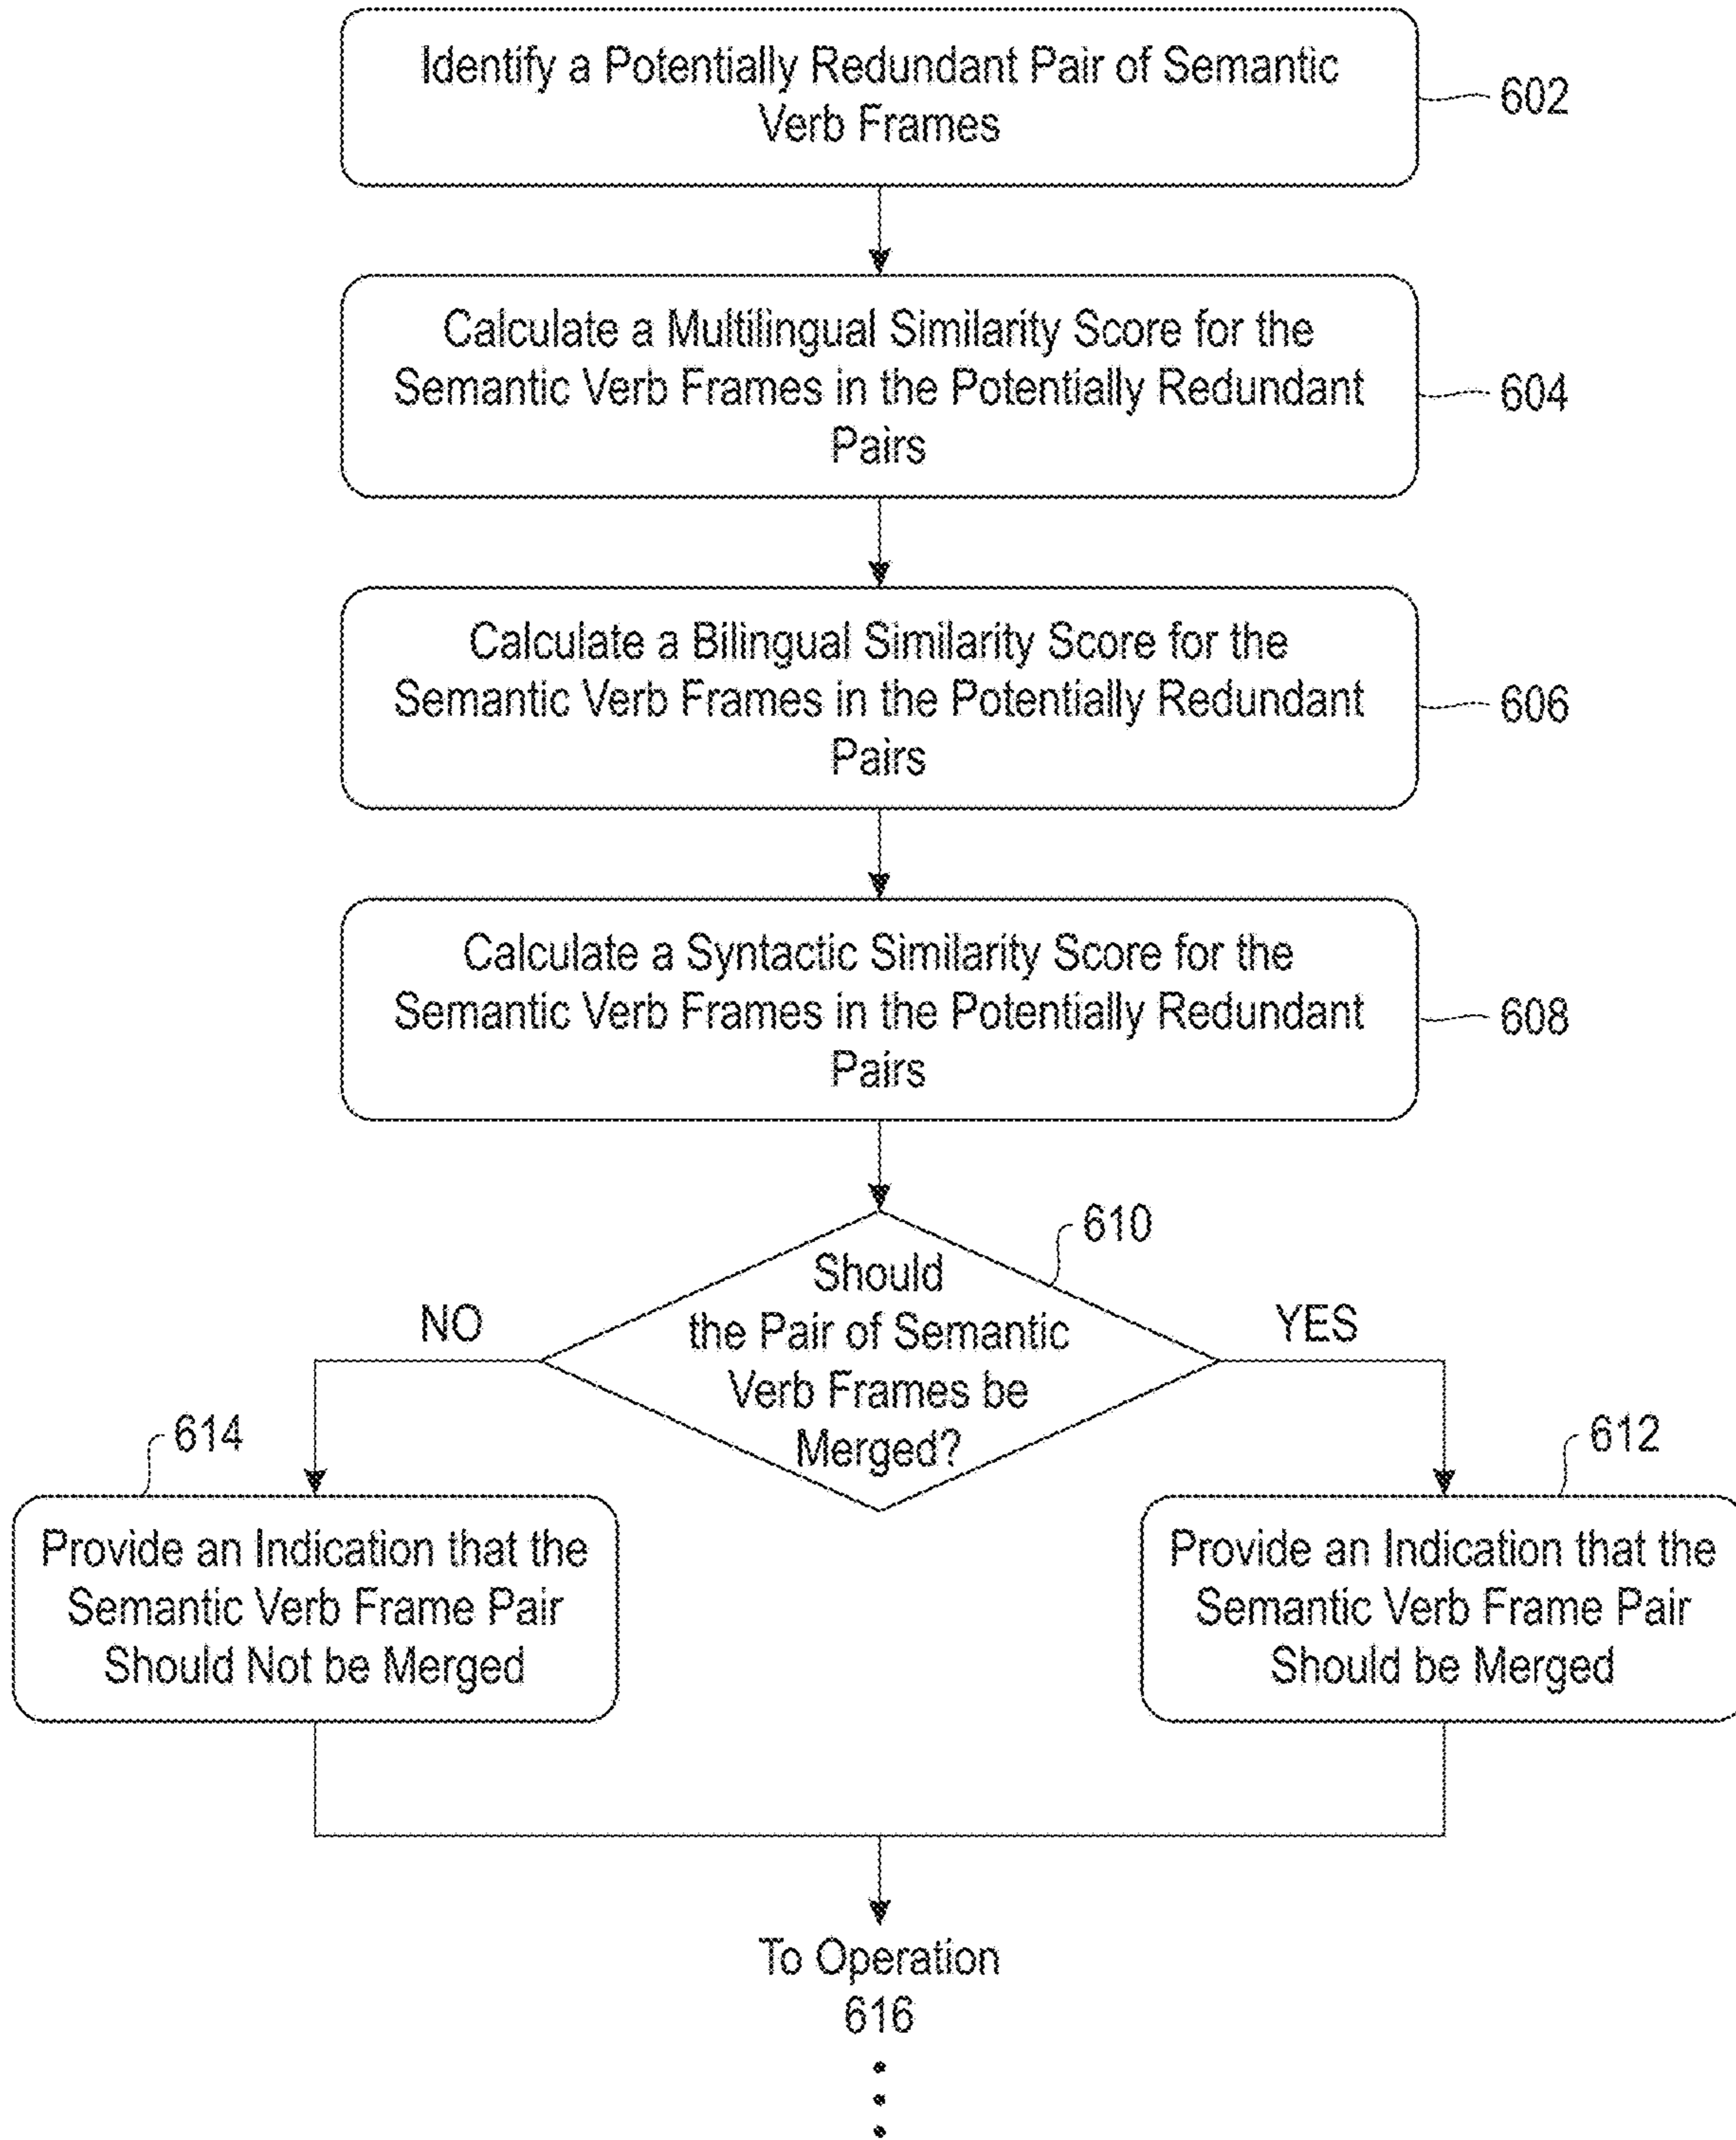 Identify a Potentially Redundant Pair of Semantic
Verb Frames
602
Calculate a Multilingual Similarity Score for the
Semantic Verb Frames in the Potentially Redundant
Pairs
604
Calculate a Bilingual Similarity Score for the
Semantic Verb Frames in the Potentially Redundant
Pairs
606
Calculate a Syntactic Similarity Score for the
Semantic Verb Frames in the Potentially Redundant
Pairs
608
610
Should
the Pair of Semantic
Verb Frames be
Merged?
NO
YES
614
Provide an Indication that the
Semantic Verb Frame Pair
Should Not be Merged
612
Provide an Indication that the
Semantic Verb Frame Pair
Should be Merged
To Operation
616